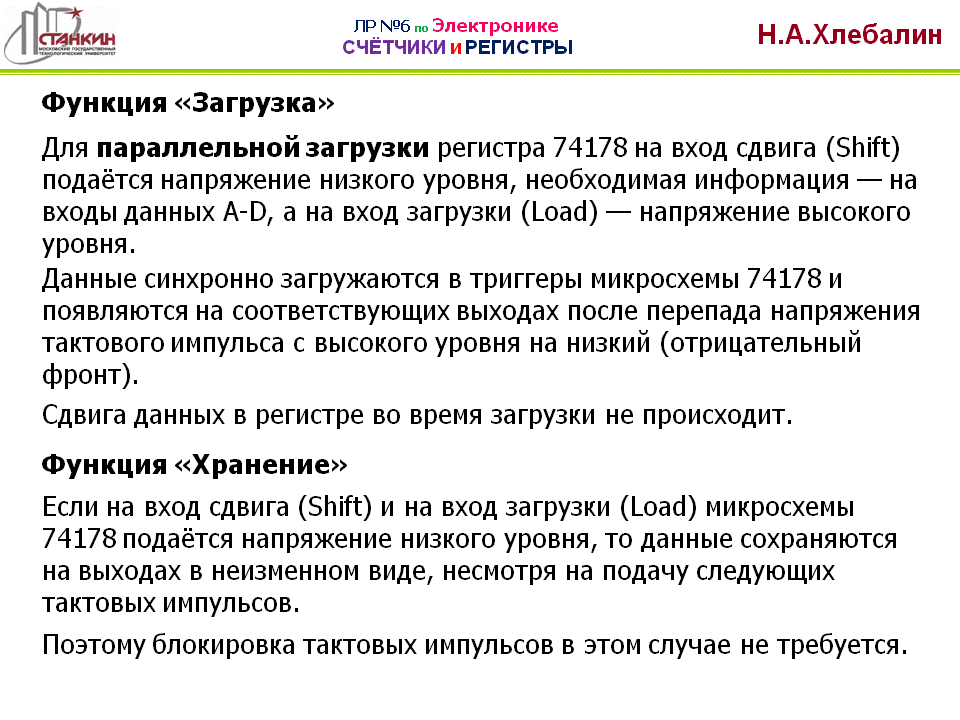 СТАНКИН
МОСКОВСКИЙ ГОСУДАРСТВЕННЫЙ
ТЕХНОЛОГИЧЕСКИЙ УНИВЕРСИТЕТ
ЛР №6 по Электронике
СЧЁТЧИКИ и РЕГИСТРЫ
Н.А.Хлебалин
Функция «Загрузка»
Для параллельной загрузки регистра 74178 на вход сдвига (Shift)
подаётся напряжение низкого уровня, необходимая информация — на
входы данных A-D, а на вход загрузки (Load) — напряжение высокого
уровня.
Данные синхронно загружаются в триггеры микросхемы 74178 и
появляются на соответствующих выходах после перепада напряжения
тактового импульса с высокого уровня на низкий (отрицательный
фронт).
Сдвига данных в регистре во время загрузки не происходит.
Функция «Хранение»
Если на вход сдвига (Shift) и на вход загрузки (Load) микросхемы
74178 подаётся напряжение низкого уровня, то данные сохраняются
на выходах в неизменном виде, несмотря на подачу следующих
тактовых импульсов.
Поэтому блокировка тактовых импульсов в этом случае не требуется.